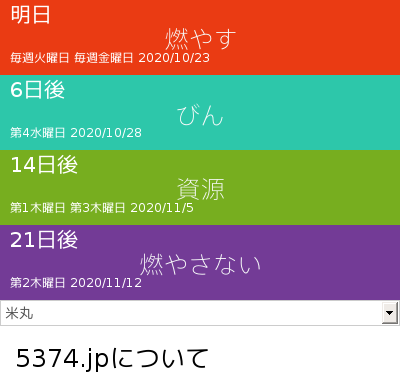 明日
燃やす
毎週火曜日 毎週金曜日 2020/10/23
6日後
びん
第4水曜日 2020/10/28
14日後
資源
第1木曜日 第3木曜日 2020/11/5
21日後
燃やさない
第2木曜日 2020/11/12
米丸
5374.jpについて